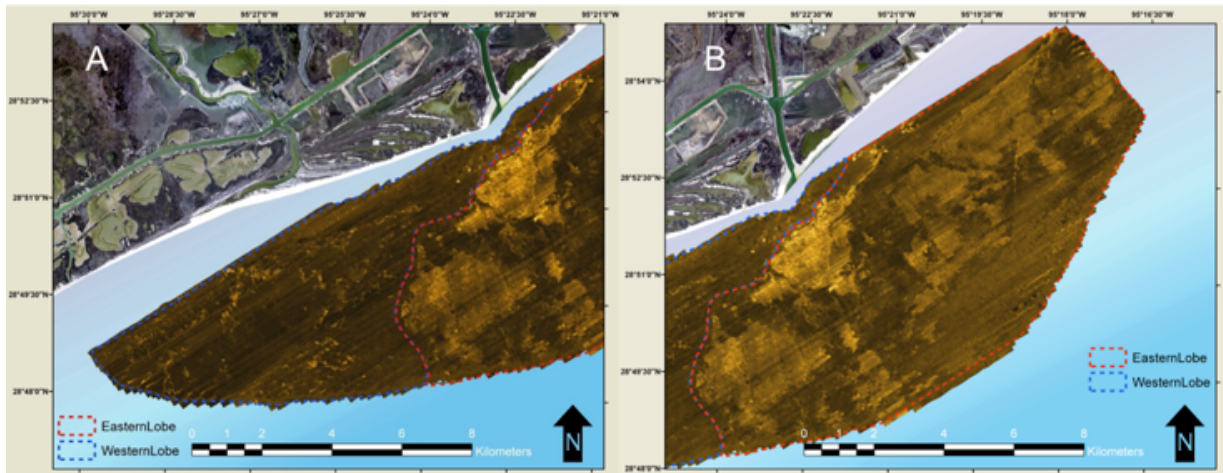 95°30'0"W 95°28'30"W 95°27'0"W 95°25'30"W 95°24'0"W 95°22'30"W 95°21'0"W
A
28°52'30"N
28°51'0"N
28°49'30"N
28°48'0"N
EasternLobe
WesternLobe
0 1 2 4 6 8
Kilometers
N
95°24'0"W 95°22'30"W 95°21'0"W 95°19'30"W 95°18'0"W 95°16'30"W
B
28°54'0"N
28°52'30"N
28°51'0"N
28°49'30"N
28°48'0"N
EasternLobe
WesternLobe
0 1 2 4 6 8
Kilometers
N